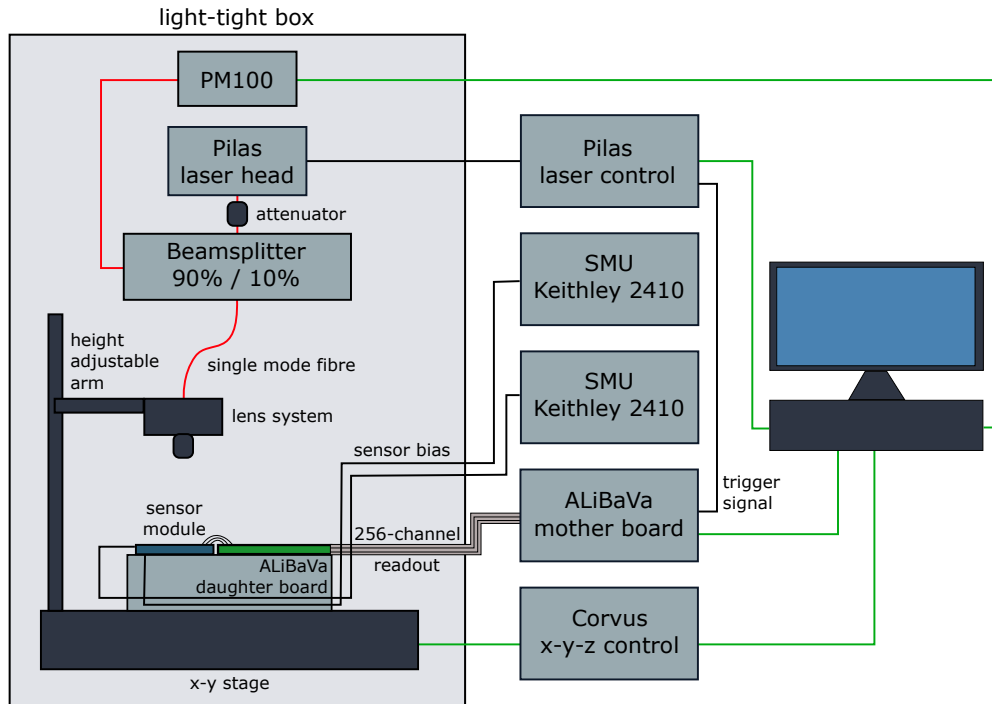 light-tight box
PM100
Pilas
laser head
attenuator
Beamsplitter
90% / 10%
height
adjustable
arm
single mode fibre
lens system
sensor bias
sensor
module
256-channel
readout
ALiBaVa
daughter board
x-y stage
Pilas
laser control
SMU
Keithley 2410
SMU
Keithley 2410
ALiBaVa
mother board
trigger
signal
Corvus
x-y-z control